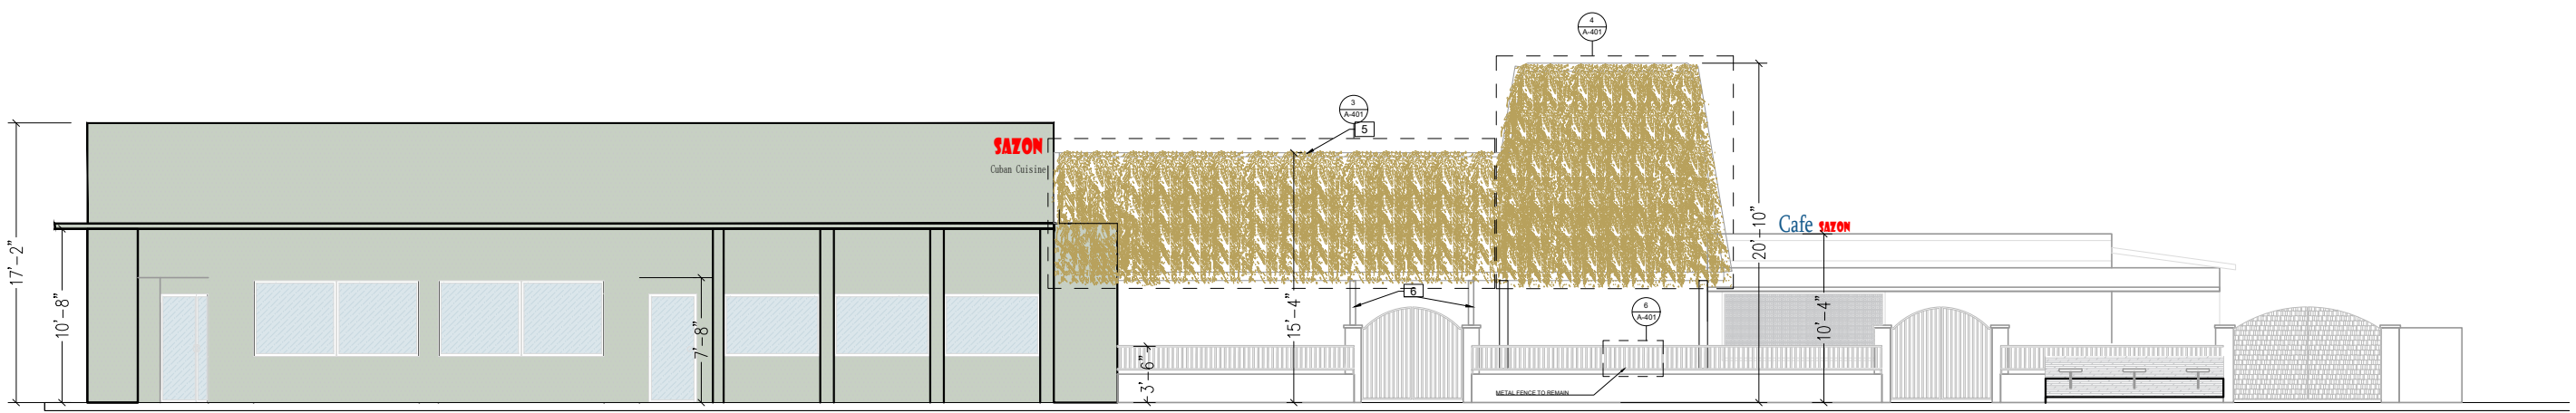 4
A-401
3
A-401
5
SAZON
Cuban Cuisine
17'-2"
10'-8"
7'-8"
3'-6"
15'-4"
20'-10"
Cafe SAZON
10'-4"
6
6
A-401
METAL FENCE TO REMAIN